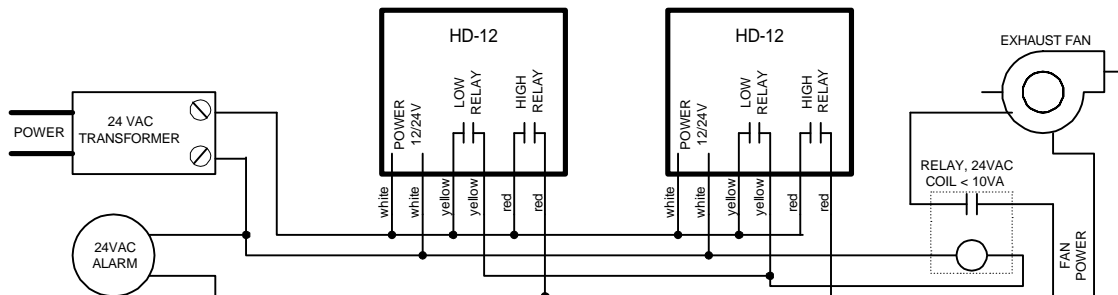 HD-12
HD-12
EXHAUST FAN
POWER
24 VAC
TRANSFORMER
POWER
12/24V
LOW
RELAY
HIGH
RELAY
POWER
12/24V
LOW
RELAY
HIGH
RELAY
RELAY, 24VAC
COIL < 10VA
white
white
yellow
yellow
red
red
white
white
yellow
yellow
red
red
24VAC
ALARM
FAN
POWER